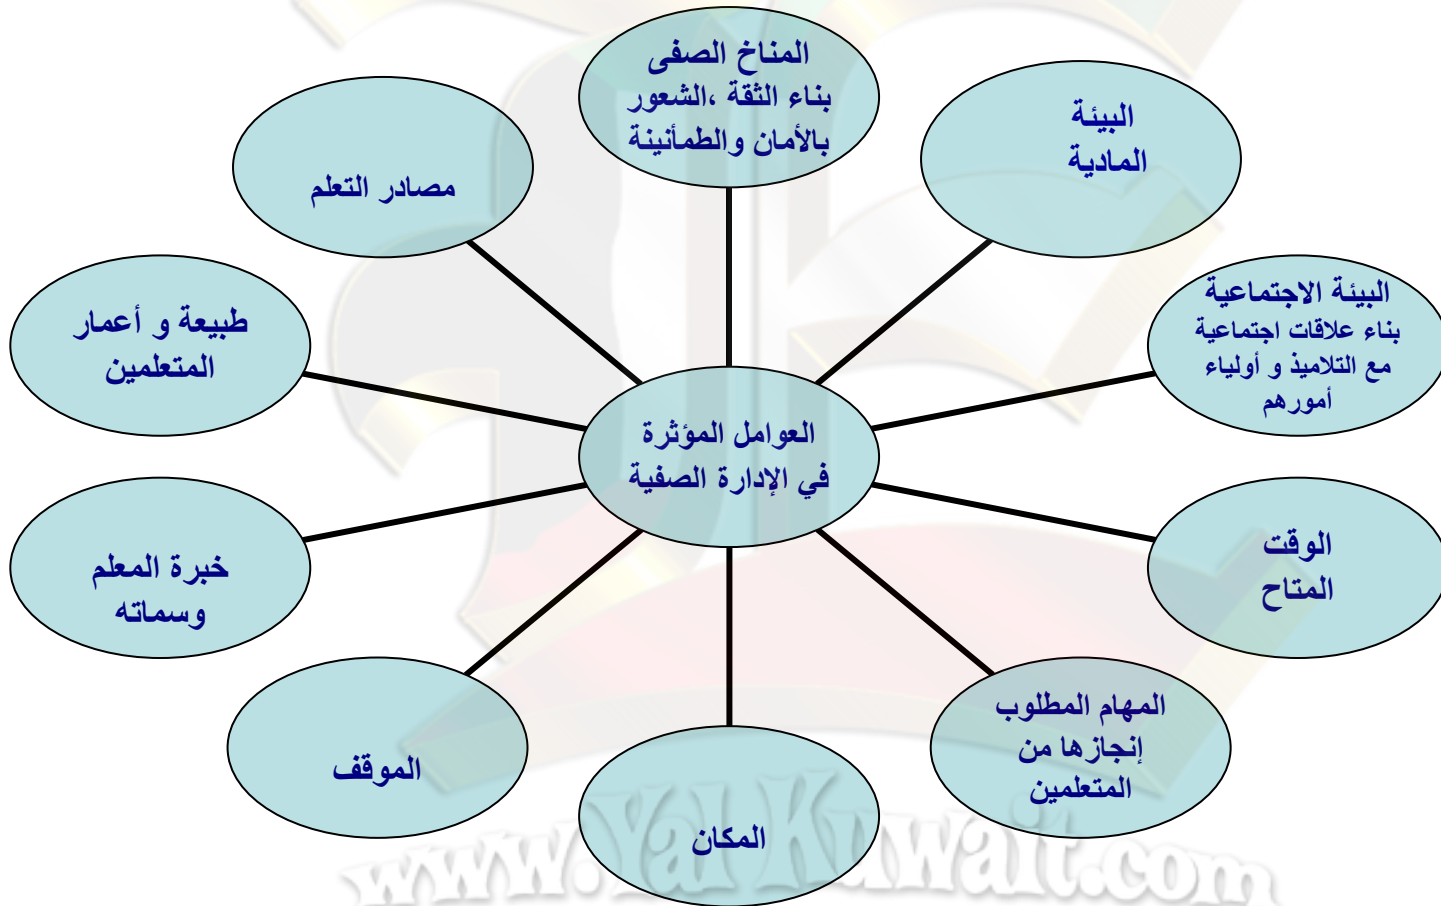 المناخ الصفى
بناء الثقة ،الشعور
بالأمان والطمأنينة
البيئة
المادية
مصادر التعلم
البيئة الاجتماعية
بناء علاقات اجتماعية
مع التلاميذ و أولياء
أمورهم
طبيعة و أعمار
المتعلمين
العوامل المؤثرة
في الإدارة الصفية
الوقت
المتاح
خبرة المعلم
وسماته
المهام المطلوب
إنجازها من
المتعلمين
الموقف
المكان
www.Yal Kuwait.com